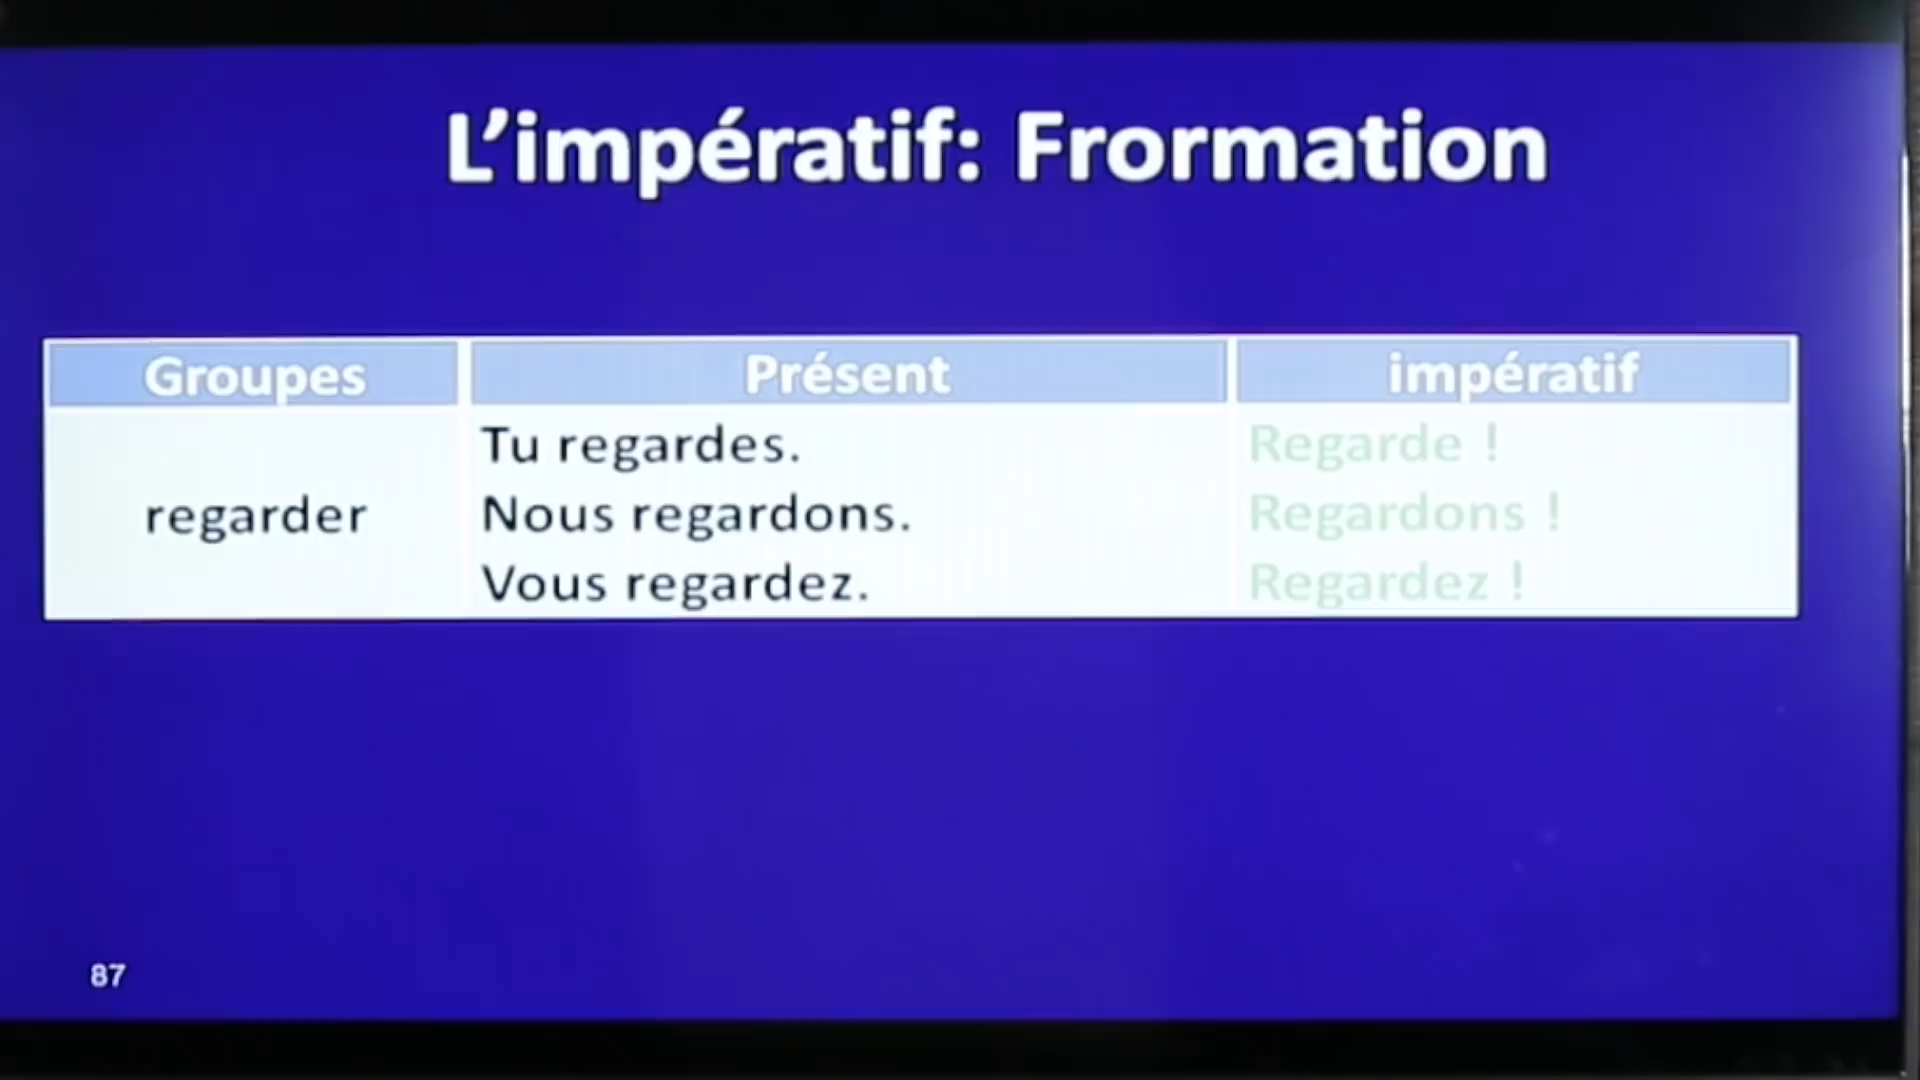 L'impératif: Frormation
Groupes Présent impératif
Tu regardes. Regarde !
regarder Nous regardons. Regardons !
Vous regardez. Regardez !
87